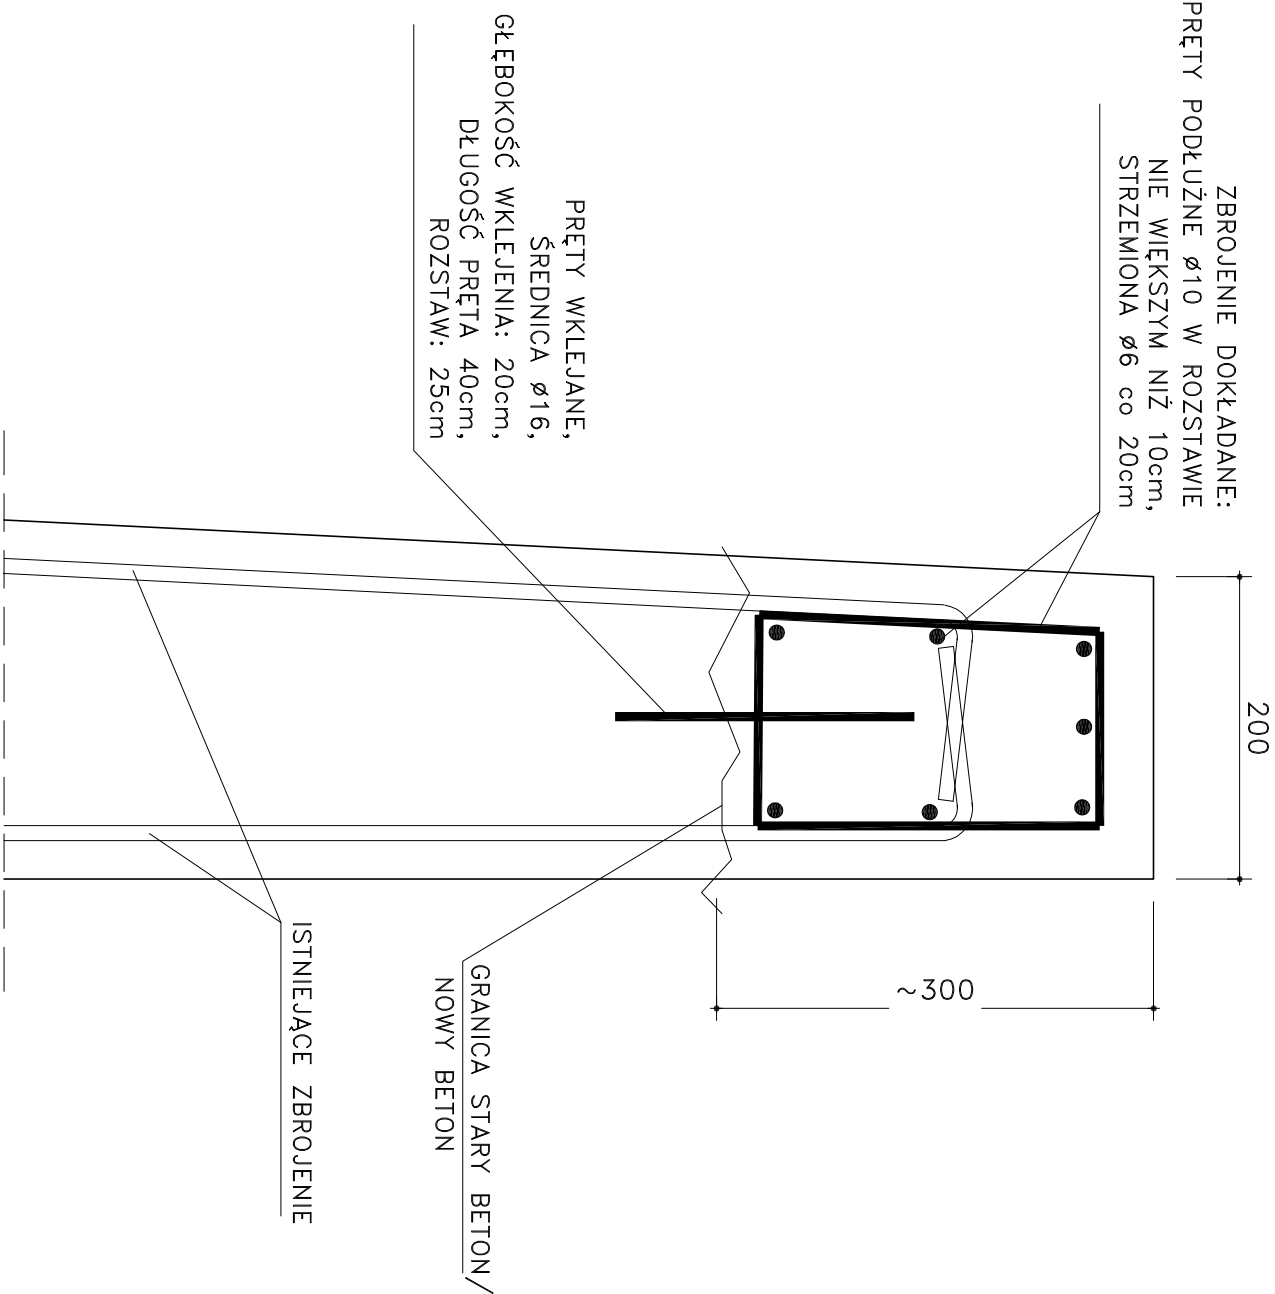 ZBROJENIE DOKŁADANE:
PRĘTY PODŁUŻNE ø10 W ROZSTAWIE
NIE WIĘKSZYM NIŻ 10cm,
STRZEMIONA ø6 co 20cm
PRĘTY WKLEJANE,
ŚREDNICA ø16,
GŁĘBOKOŚĆ WKLEJENIA: 20cm,
DŁUGOŚĆ PRĘTA 40cm,
ROZSTAW: 25cm
200
~300
GRANICA STARY BETON/
NOWY BETON
ISTNIEJĄCE ZBROJENIE